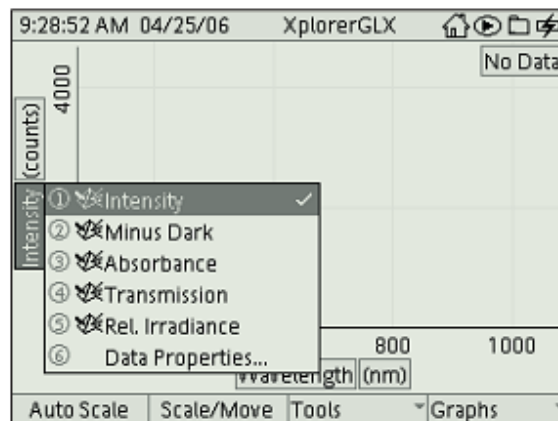 9:28:52 AM 04/25/06 XplorerGLX
No Data
4000
Intensity (counts)
① Intensity ✓
② Minus Dark
③ Absorbance
④ Transmission
⑤ Rel. Irradiance
⑥ Data Properties...
800 1000
Wavelength (nm)
Auto Scale Scale/Move Tools Graphs